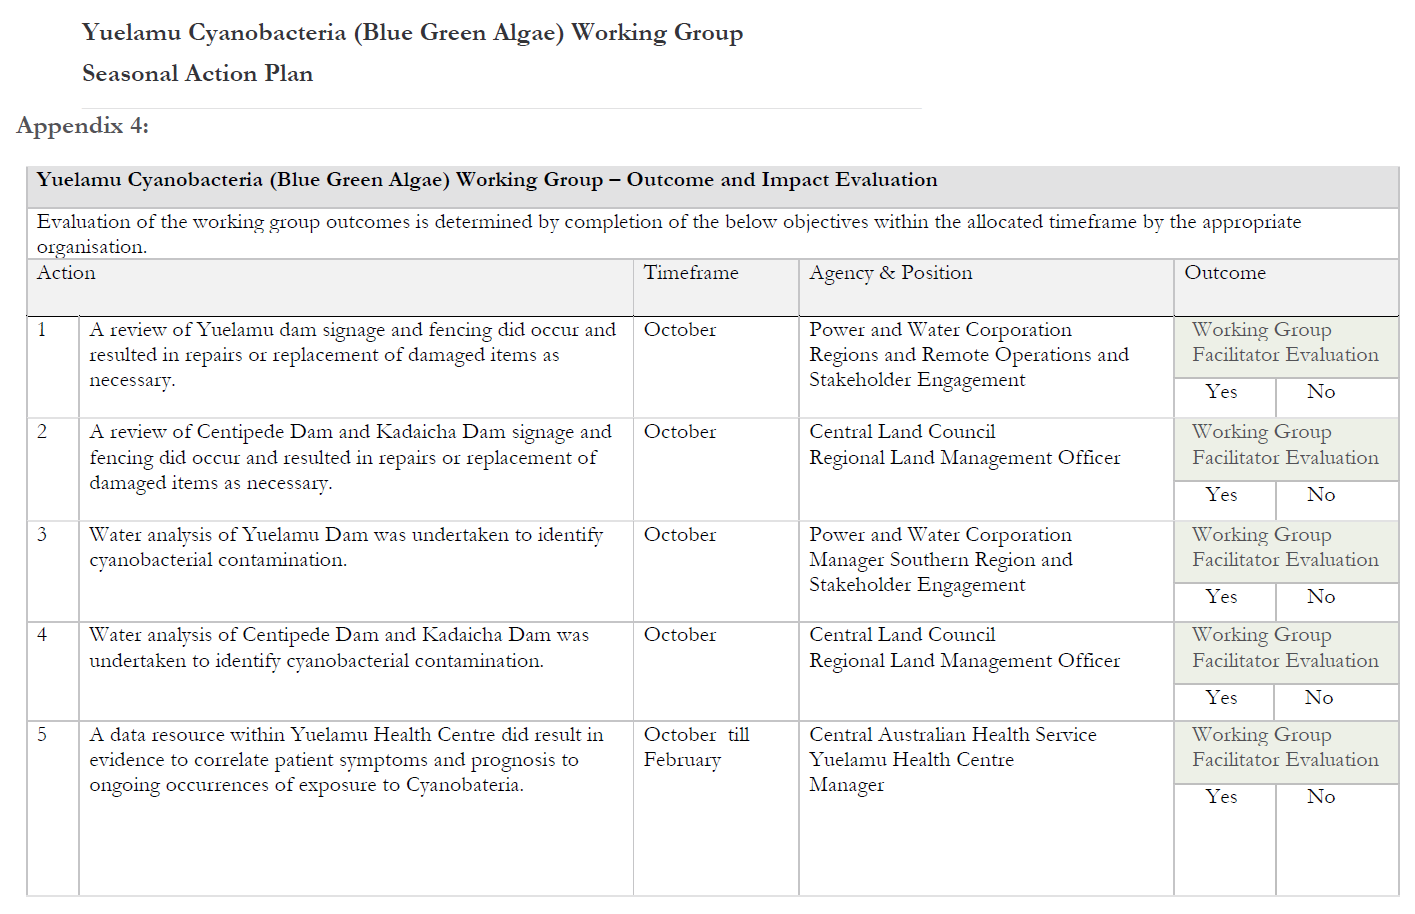 Yuelamu Cyanobacteria (Blue Green Algae) Working Group
Seasonal Action Plan
Appendix 4:
Yuelamu Cyanobacteria (Blue Green Algae) Working Group – Outcome and Impact Evaluation
Evaluation of the working group outcomes is determined by completion of the below objectives within the allocated timeframe by the appropriate
organisation.
Action
Timeframe
Agency & Position
Outcome
1
A review of Yuelamu dam signage and fencing did occur and
resulted in repairs or replacement of damaged items as
necessary.
October
Power and Water Corporation
Regions and Remote Operations and
Stakeholder Engagement
Working Group
Facilitator Evaluation
Yes
No
2
A review of Centipede Dam and Kadaicha Dam signage and
fencing did occur and resulted in repairs or replacement of
damaged items as necessary.
October
Central Land Council
Regional Land Management Officer
Working Group
Facilitator Evaluation
Yes
No
3
Water analysis of Yuelamu Dam was undertaken to identify
cyanobacterial contamination.
October
Power and Water Corporation
Manager Southern Region and
Stakeholder Engagement
Working Group
Facilitator Evaluation
Yes
No
4
Water analysis of Centipede Dam and Kadaicha Dam was
undertaken to identify cyanobacterial contamination.
October
Central Land Council
Regional Land Management Officer
Working Group
Facilitator Evaluation
Yes
No
5
A data resource within Yuelamu Health Centre did result in
evidence to correlate patient symptoms and prognosis to
ongoing occurrences of exposure to Cyanobateria.
October till
February
Central Australian Health Service
Yuelamu Health Centre
Manager
Working Group
Facilitator Evaluation
Yes
No